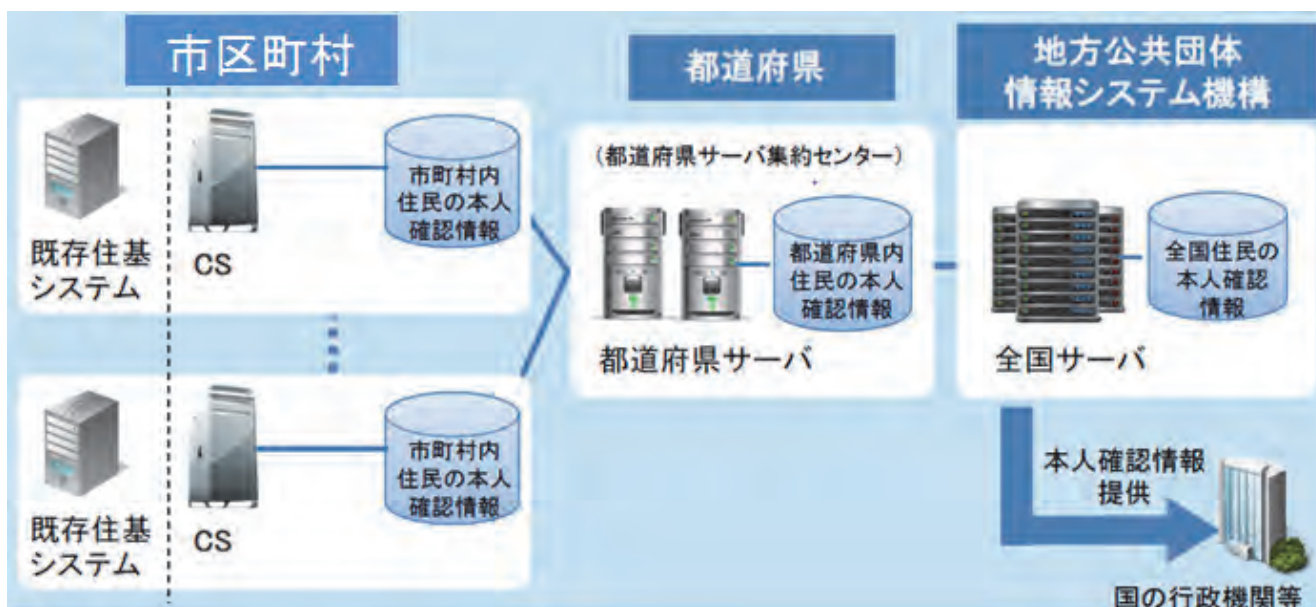 市区町村
既存住基
システム
CS
市町村内
住民の本人
確認情報
既存住基
システム
CS
市町村内
住民の本人
確認情報
都道府県
(都道府県サーバ集約センター)
都道府県サーバ
都道府県内
住民の本人
確認情報
地方公共団体
情報システム機構
全国サーバ
全国住民の
本人確認
情報
本人確認情報
提供
国の行政機関等